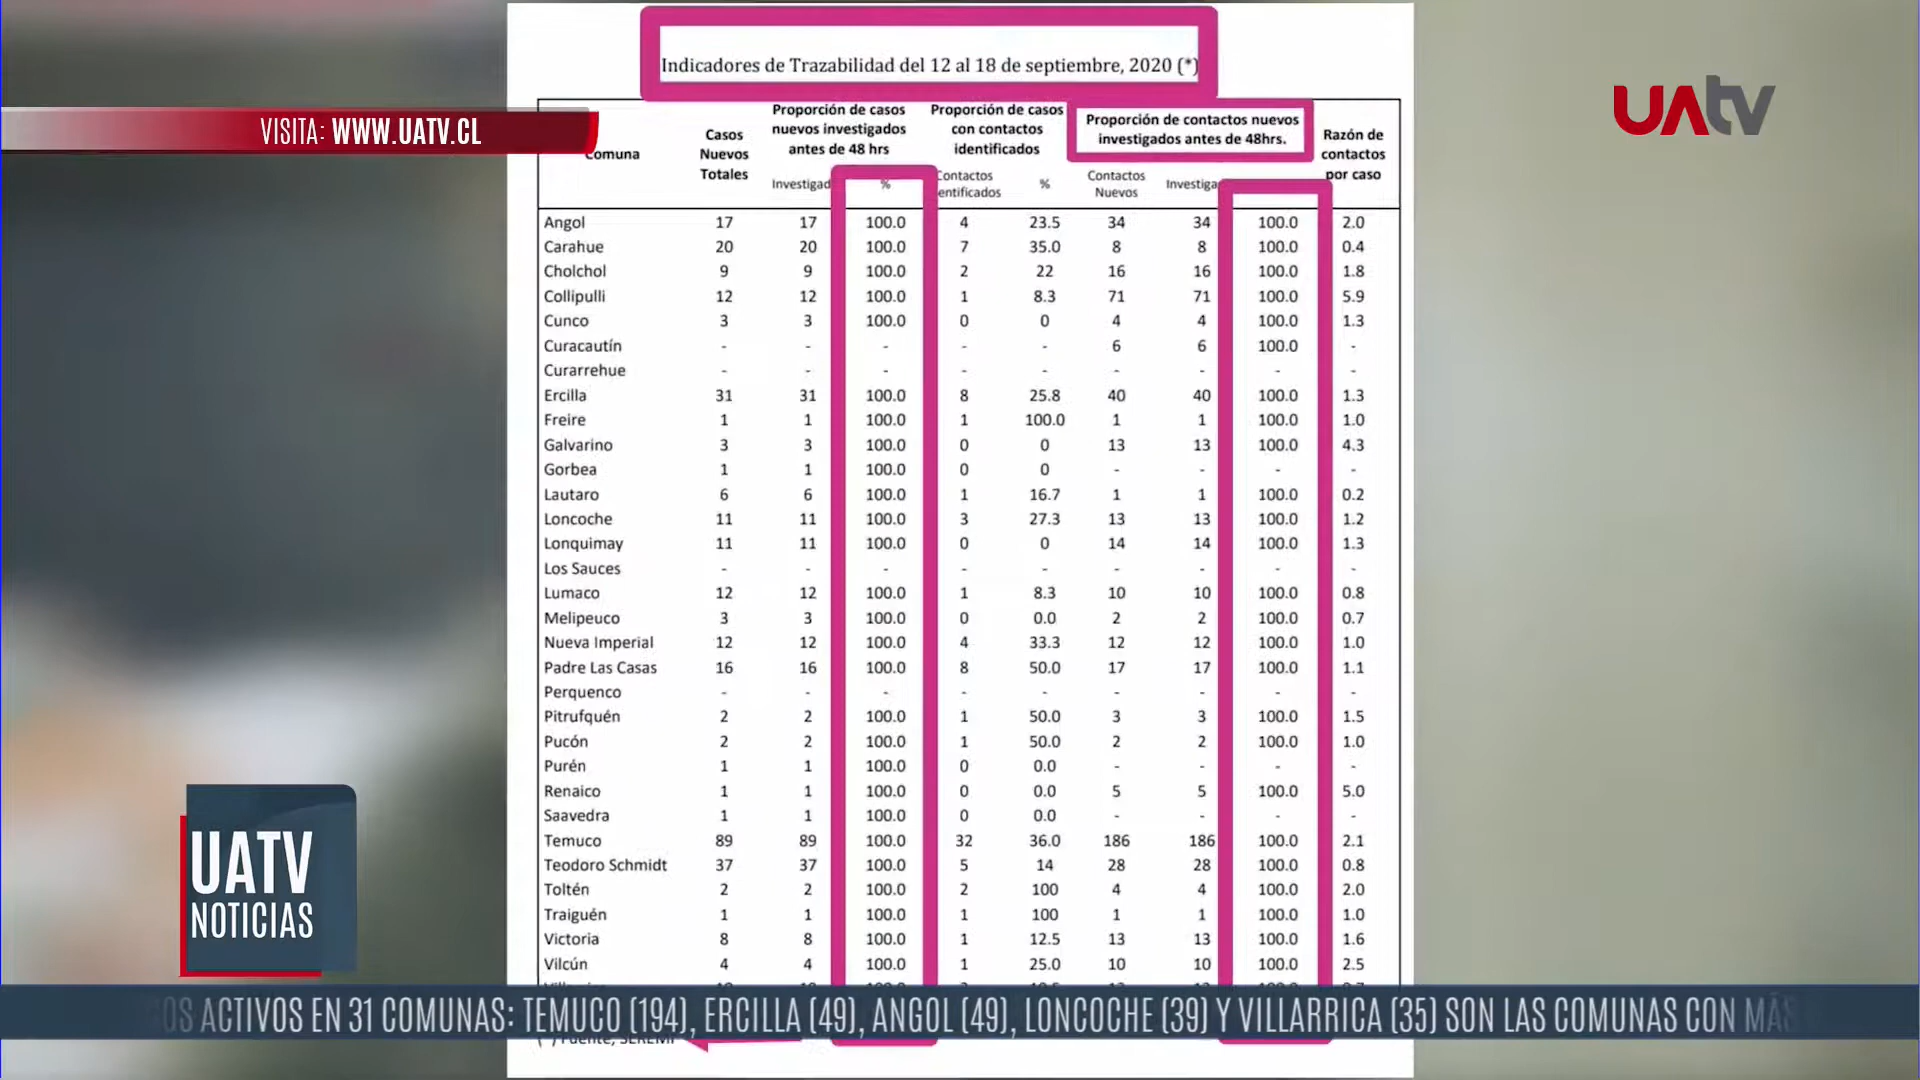 Indicadores de Trazabilidad del 12 al 18 de septiembre, 2020 (*)
VISITA: WWW.UATV.CL
UAtv
Comuna
Casos Nuevos Totales
Proporción de casos nuevos investigados antes de 48 hrs
Proporción de casos con contactos identificados
Proporción de contactos nuevos investigados antes de 48hrs.
Razón de contactos por caso
% Contactos % Contactos Nuevos
Angol 17 17 100.0 4 23.5 34 34 100.0 2.0
Carahue 20 20 100.0 7 35.0 8 8 100.0 0.4
Cholchol 9 9 100.0 2 22 16 16 100.0 1.8
Collipulli 12 12 100.0 1 8.3 71 71 100.0 5.9
Cunco 3 3 100.0 0 0 4 4 100.0 1.3
Curacautín - - - - - 6 6 100.0 -
Curarrehue - - - - - - - - -
Ercilla 31 31 100.0 8 25.8 40 40 100.0 1.3
Freire 1 1 100.0 1 100.0 1 1 100.0 1.0
Galvarino 3 3 100.0 0 0 13 13 100.0 4.3
Gorbea 1 1 100.0 0 0 - - - -
Lautaro 6 6 100.0 1 16.7 1 1 100.0 0.2
Loncoche 11 11 100.0 3 27.3 13 13 100.0 1.2
Lonquimay 11 11 100.0 0 0 14 14 100.0 1.3
Los Sauces - - - - - - - - -
Lumaco 12 12 100.0 1 8.3 10 10 100.0 0.8
Melipeuco 3 3 100.0 0 0.0 2 2 100.0 0.7
Nueva Imperial 12 12 100.0 4 33.3 12 12 100.0 1.0
Padre Las Casas 16 16 100.0 8 50.0 17 17 100.0 1.1
Perquenco - - - - - - - - -
Pitrufquén 2 2 100.0 1 50.0 3 3 100.0 1.5
Pucón 2 2 100.0 1 50.0 2 2 100.0 1.0
Purén 1 1 100.0 0 0.0 - - - -
Renaico 1 1 100.0 0 0.0 5 5 100.0 5.0
Saavedra 1 1 100.0 0 0.0 - - - -
Temuco 89 89 100.0 32 36.0 186 186 100.0 2.1
Teodoro Schmidt 37 37 100.0 5 14 28 28 100.0 0.8
Toltén 2 2 100.0 2 100 4 4 100.0 2.0
Traiguén 1 1 100.0 1 100 1 1 100.0 1.0
Victoria 8 8 100.0 1 12.5 13 13 100.0 1.6
Vilcún 4 4 100.0 1 25.0 10 10 100.0 2.5
UATV
NOTICIAS
ACTIVOS EN 31 COMUNAS: TEMUCO (194), ERCILLA (49), ANGOL (49), LONCOCHE (39) Y VILLARRICA (35) SON LAS COMUNAS CON MÁS